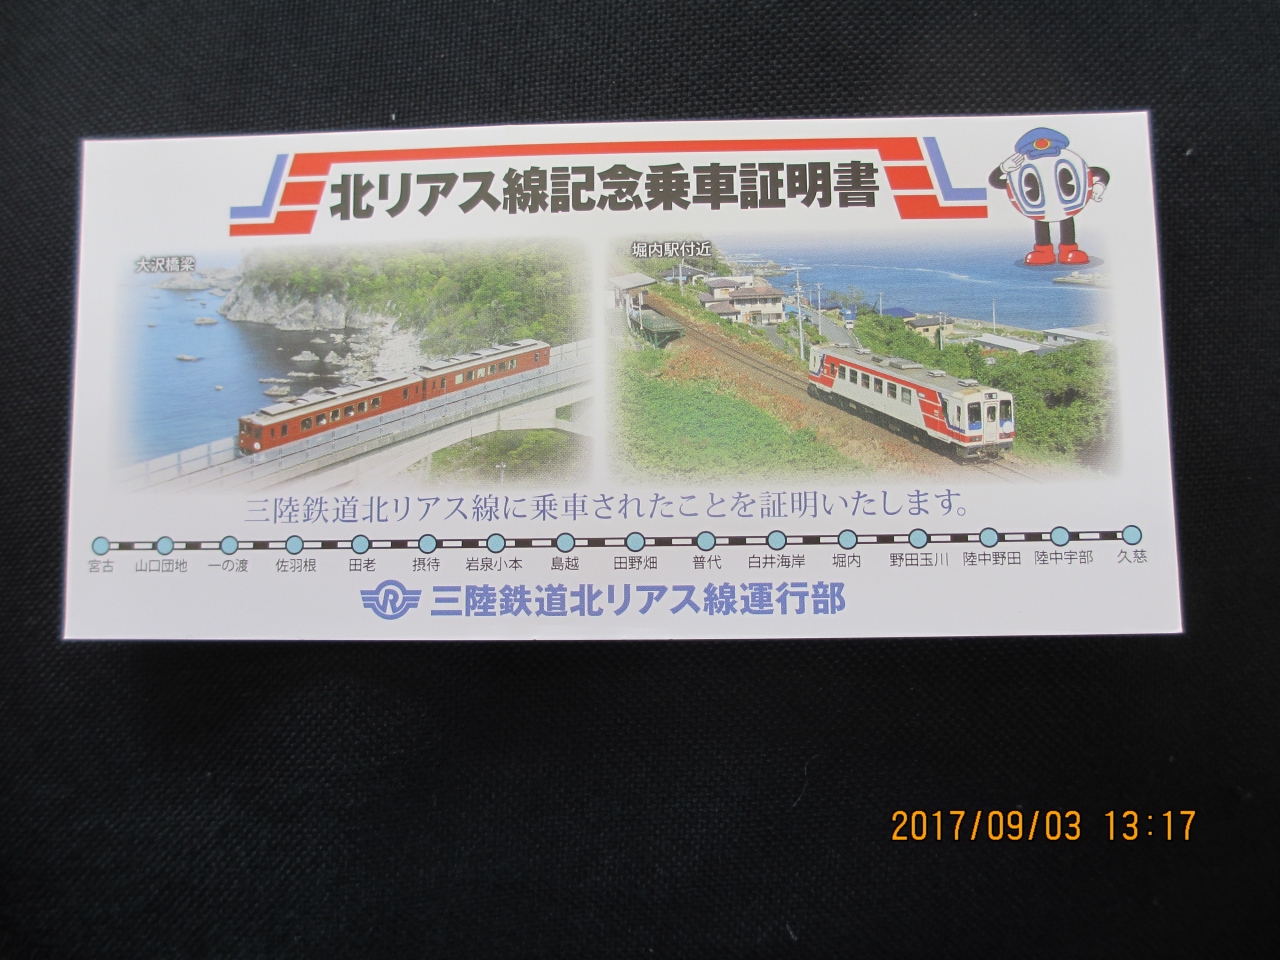 北リアス線記念乗車証明書
大沢橋梁
堀内駅付近
三陸鉄道北リアス線に乗車されたことを証明いたします。
宮古 山口団地 一の渡 佐羽根 田老 摂待 岩泉小本 島越 田野畑 普代 白井海岸 堀内 野田玉川 陸中野田 陸中宇部 久慈
三陸鉄道北リアス線運行部
2017/09/03 13:17